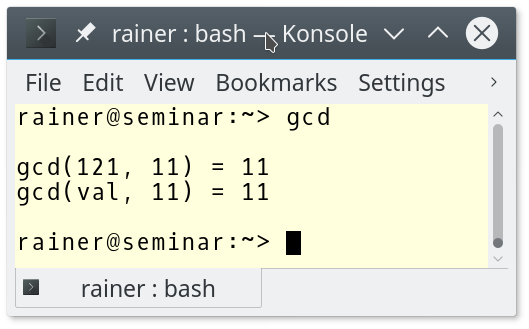 rainer : bash — Konsole
File Edit View Bookmarks Settings
rainer@seminar:~> gcd
gcd(121, 11) = 11
gcd(val, 11) = 11
rainer@seminar:~>
rainer : bash